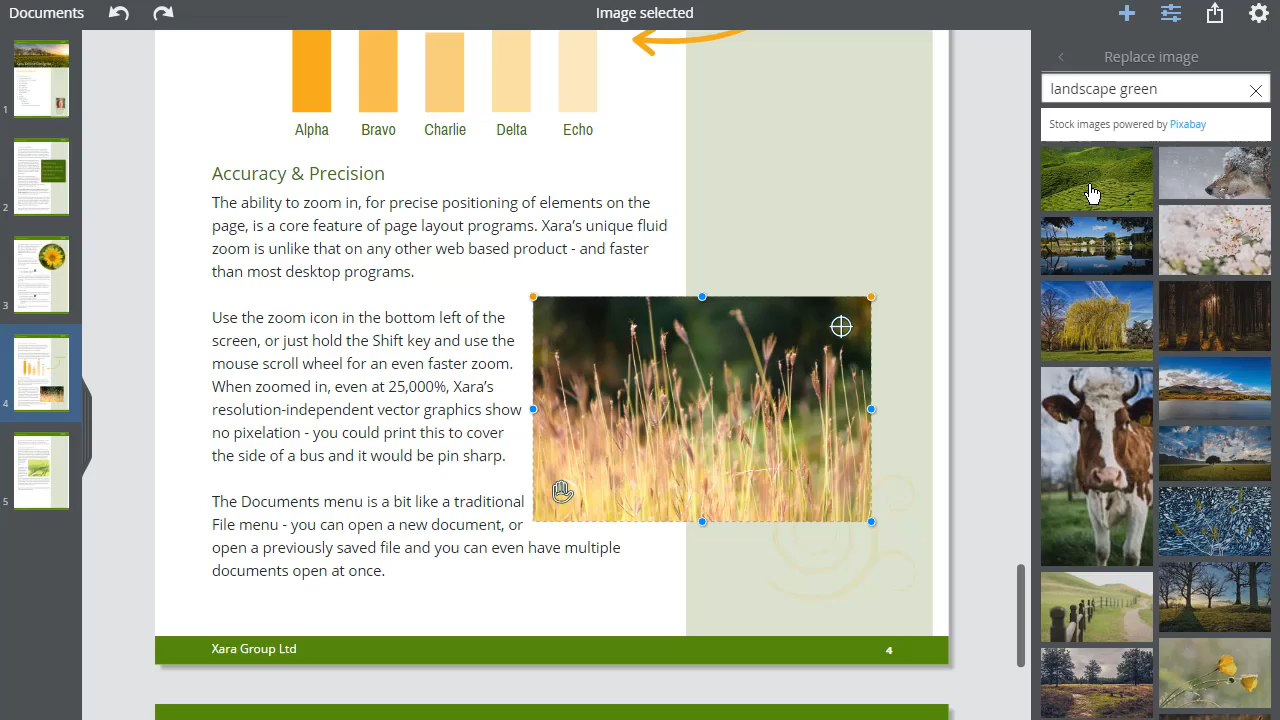 Documents
Image selected
Replace image
landscape green
Stock images powered by Pixabay
1
2
3
4
5
Alpha Bravo Charlie Delta Echo
Accuracy & Precision
The ability to zoom in, for precise positioning of elements on the
page, is a core feature of page layout programs. Xara's unique fluid
zoom is unlike that on any other web-based product - and faster
than most desktop programs.
Use the zoom icon in the bottom left of the
screen, or just hold the Shift key and use the
mouse scroll wheel for an even faster zoom.
When zoomed in, even at 25,000%, Xara's
resolution-independent vector graphics show
no pixelation - you could print this to cover
the side of a bus and it would be pin sharp.
The Documents menu is a bit like a traditional
File menu - you can open a new document, or
open a previously saved file and you can even have multiple
documents open at once.
Xara Group Ltd
4